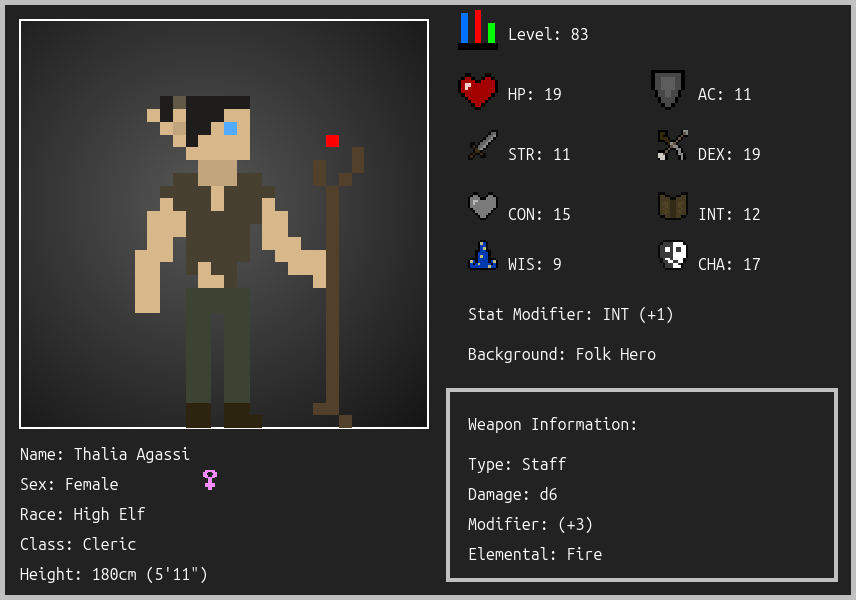 Level: 83
HP: 19
AC: 11
STR: 11
DEX: 19
CON: 15
INT: 12
WIS: 9
CHA: 17
Stat Modifier: INT (+1)
Background: Folk Hero
Weapon Information:
Type: Staff
Damage: d6
Modifier: (+3)
Elemental: Fire
Name: Thalia Agassi
Sex: Female
Race: High Elf
Class: Cleric
Height: 180cm (5'11")